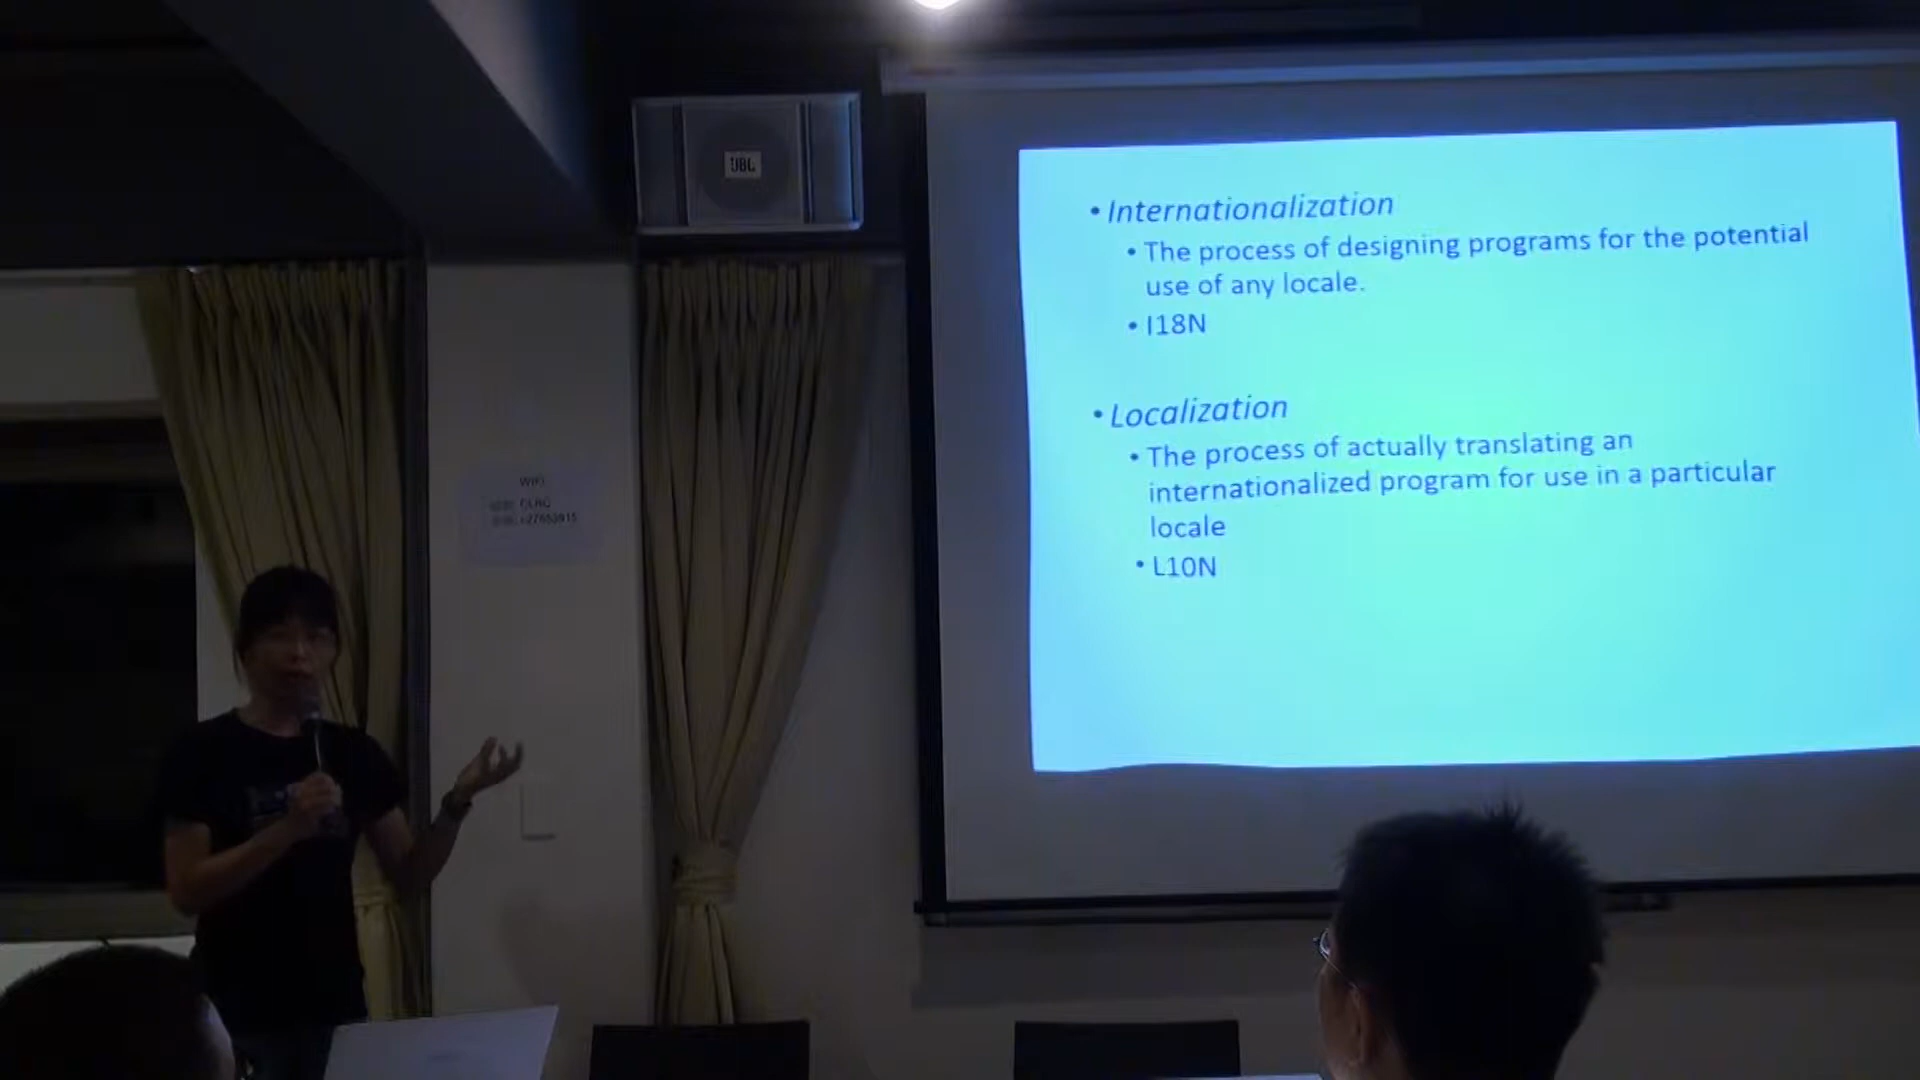 JBL
• Internationalization
• The process of designing programs for the potential
use of any locale.
• I18N
• Localization
• The process of actually translating an
internationalized program for use in a particular
locale
• L10N
WIFI